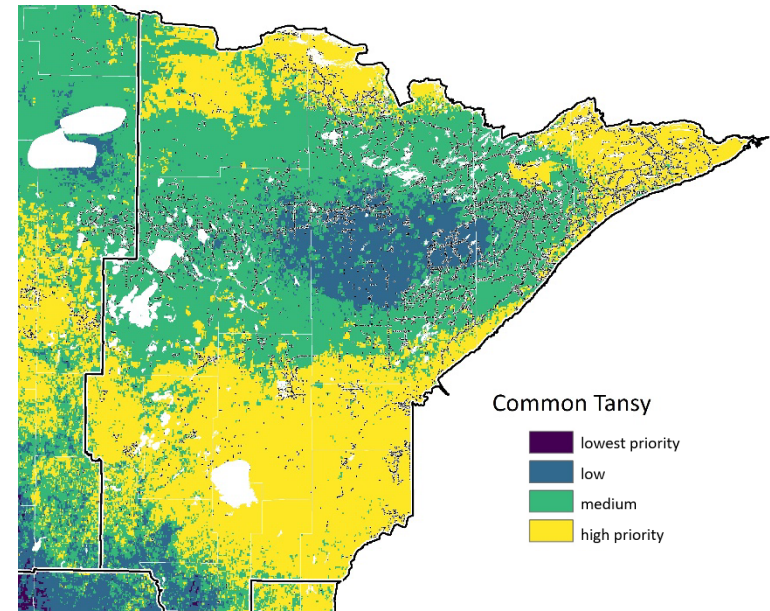 Common Tansy
lowest priority
low
medium
high priority